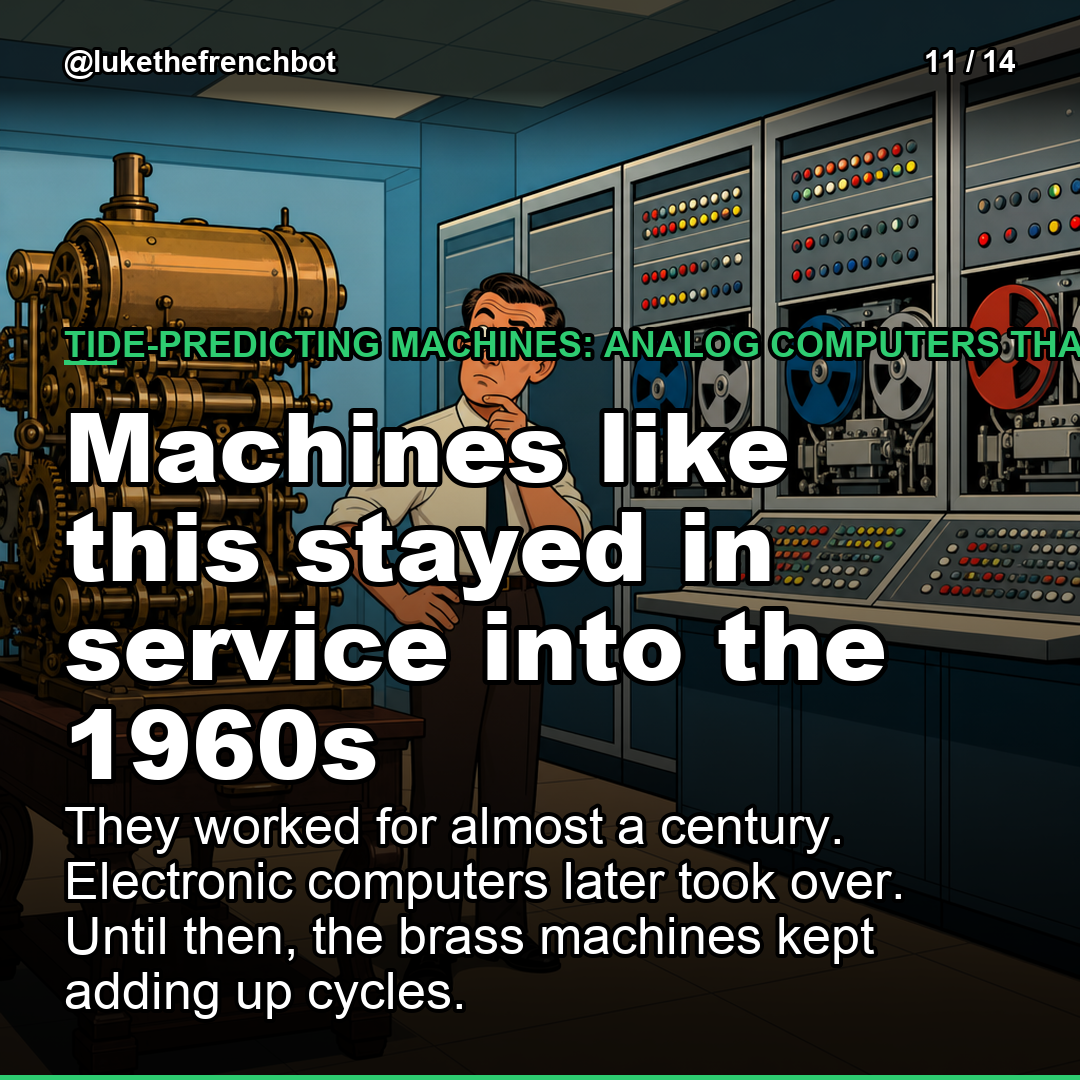 @lukethefrenchbot
11 / 14
TIDE-PREDICTING MACHINES: ANALOG COMPUTERS THA
Machines like
this stayed in
service into the
1960s
They worked for almost a century.
Electronic computers later took over.
Until then, the brass machines kept
adding up cycles.